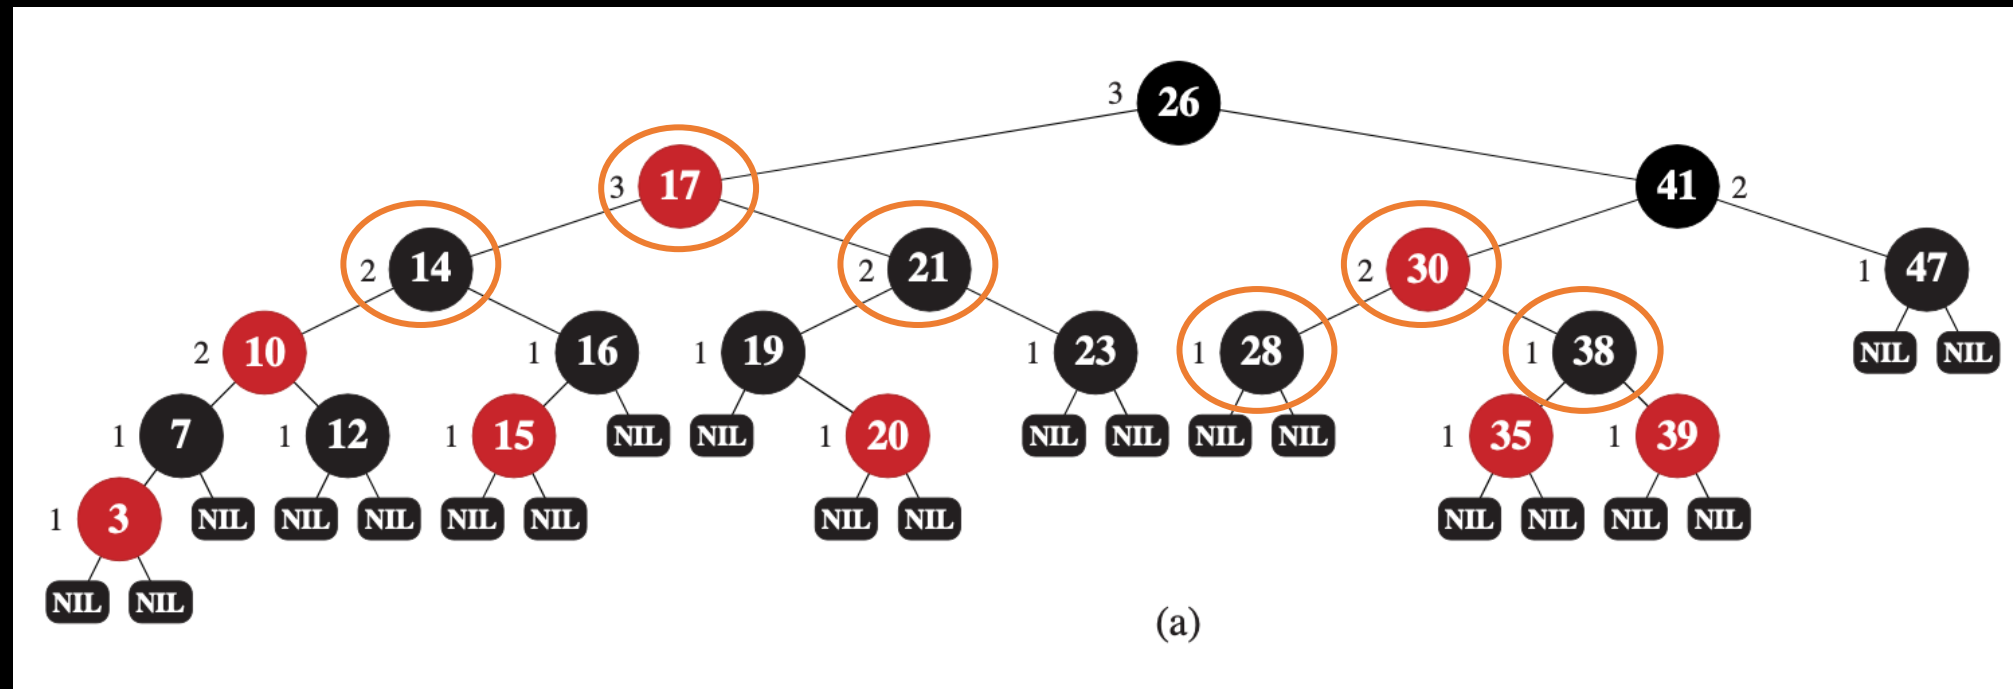 3 26
3 17 41 2
2 14 2 21 2 30 1 47
2 10 1 16 1 19 1 23 1 28 1 38 NIL NIL
1 7 1 12 1 15 NIL NIL 1 20 NIL NIL NIL NIL 1 35 1 39
1 3 NIL NIL NIL NIL NIL NIL NIL NIL NIL NIL NIL
NIL NIL
(a)